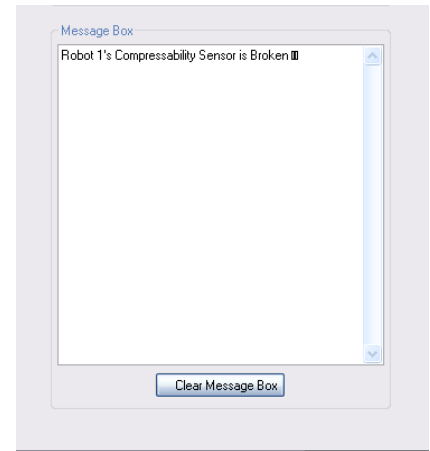 Message Box
Robot 1's Compressability Sensor is Broken ▯▯
Clear Message Box